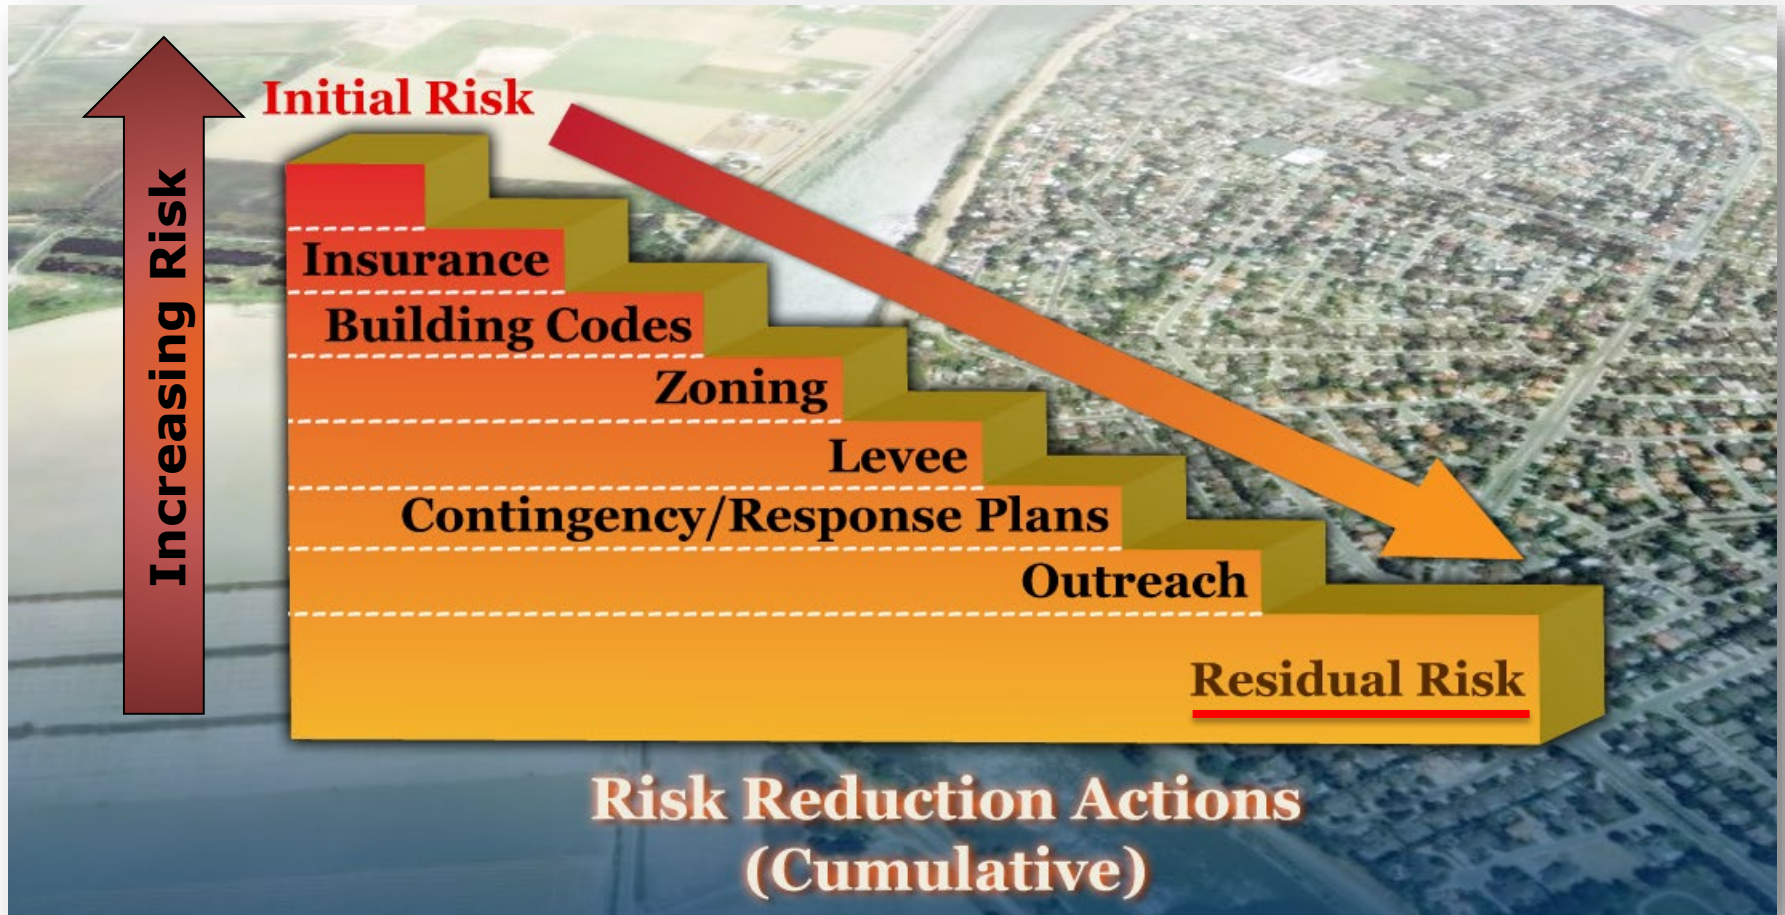 Increasing Risk
Initial Risk
Insurance
Building Codes
Zoning
Levee
Contingency/Response Plans
Outreach
Residual Risk
Risk Reduction Actions
(Cumulative)